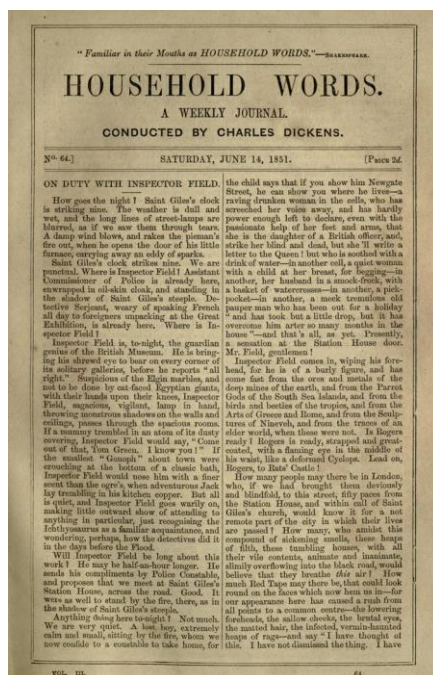 "Familiar in their Mouths as HOUSEHOLD WORDS."—SHAKESPEARE.
HOUSEHOLD WORDS.
A WEEKLY JOURNAL.
CONDUCTED BY CHARLES DICKENS.
No. 64.] SATURDAY, JUNE 14, 1851. [PRICE 2d.
ON DUTY WITH INSPECTOR FIELD.
How goes the night? Saint Giles's clock
is striking nine. The weather is dull and
wet, and the long lines of street-lamps are
blurred, as if we saw them through tears.
A damp wind blows, and rakes the pieman's
fire out, when he opens the door of his little
furnace, carrying away an eddy of sparks.
Saint Giles's clock strikes nine. We are
punctual. Where is Inspector Field? Assistant
Commissioner of Police is already here,
enwrapped in oil-skin cloak, and standing in
the shadow of Saint Giles's steeple. De-
tective Serjeant, weary of speaking French
all day to foreigners unpacking at the Great
Exhibition, is already here. Where is In-
spector Field?
Inspector Field is, to-night, the guardian
genius of the British Museum. He is bring-
ing his shrewd eye to bear on every corner of
its solitary galleries, before he reports "all
right." Suspicious of the Elgin marbles, and
not to be done by cat-faced Egyptian giants,
with their hands upon their knees, Inspector
Field, sagacious, vigilant, lamp in hand,
throwing monstrous shadows on the walls and
ceilings, passes through the spacious rooms.
If a mummy trembled in an atom of its dusty
covering, Inspector Field would say, "Come
out of that, Tom Green. I know you!" If
the smallest "Gonoph" about town were
crouching at the bottom of a classic bath,
Inspector Field would nose him with a finer
scent than the ogre's, when adventurous Jack
lay trembling in his kitchen copper. But all
is quiet, and Inspector Field goes warily on,
making little outward show of attending to
anything in particular, just recognising the
Ichthyosaurus as a familiar acquaintance, and
wondering, perhaps, how the detectives did it
in the days before the Flood.
Will Inspector Field be long about this
work? He may be half-an-hour longer. He
sends his compliments by Police Constable,
and proposes that we meet at Saint Giles's
Station House, across the road. Good. It
were as well to stand by the fire, there, as in
the shadow of Saint Giles's steeple.
Anything doing here to-night? Not much.
We are very quiet. A lost boy, extremely
calm and small, sitting by the fire, whom we
now confide to a constable to take home, for
the child says that if you show him Newgate
Street, he can show you where he lives—a
raving drunken woman in the cells, who has
screeched her voice away, and has hardly
power enough left to declare, even with the
passionate help of her feet and arms, that
she is the daughter of a British officer, and,
strike her blind and dead, but she'll write a
letter to the Queen! but who is soothed with a
drink of water—in another cell, a quiet woman
with a child at her breast, for begging—in
another, her husband in a smock-frock, with
a basket of watercresses—in another, a pick-
pocket—in another, a meek tremulous old
pauper man who has been out for a holiday
"and has took but a little drop, but it has
overcome him arter so many months in the
house"—and that's all, as yet. Presently,
a sensation at the Station House door.
Mr. Field, gentlemen!
Inspector Field comes in, wiping his fore-
head, for he is of a burly figure, and has
come fast from the ores and metals of the
deep mines of the earth, and from the Parrot
Gods of the South Sea Islands, and from the
birds and beetles of the tropics, and from the
Arts of Greece and Rome, and from the Sculp-
tures of Nineveh, and from the traces of an
elder world, when these were not. Is Rogers
ready? Rogers is ready, strapped and great-
coated, with a flaming eye in the middle of
his waist, like a deformed Cyclops. Lead on,
Rogers, to Rats' Castle!
How many people may there be in London,
who, if we had brought them deviously
and blindfold, to this street, fifty paces from
the Station House, and within call of Saint
Giles's church, would know it for a not
remote part of the city in which their lives
are passed? How many, who amidst this
compound of sickening smells, these heaps
of filth, these tumbling houses, with all
their vile contents, animate and inanimate,
slimily overflowing into the black road, would
believe that they breathe this air? How
much Red Tape may there be, that could look
round on the faces which now hem us in—for
our appearance here has caused a rush from
all points to a common centre—the lowering
foreheads, the sallow cheeks, the brutal eyes,
the matted hair, the infected, vermin-haunted
heaps of rags—and say "I have thought of
this. I have not dismissed the thing. I have
VOL. III. 64